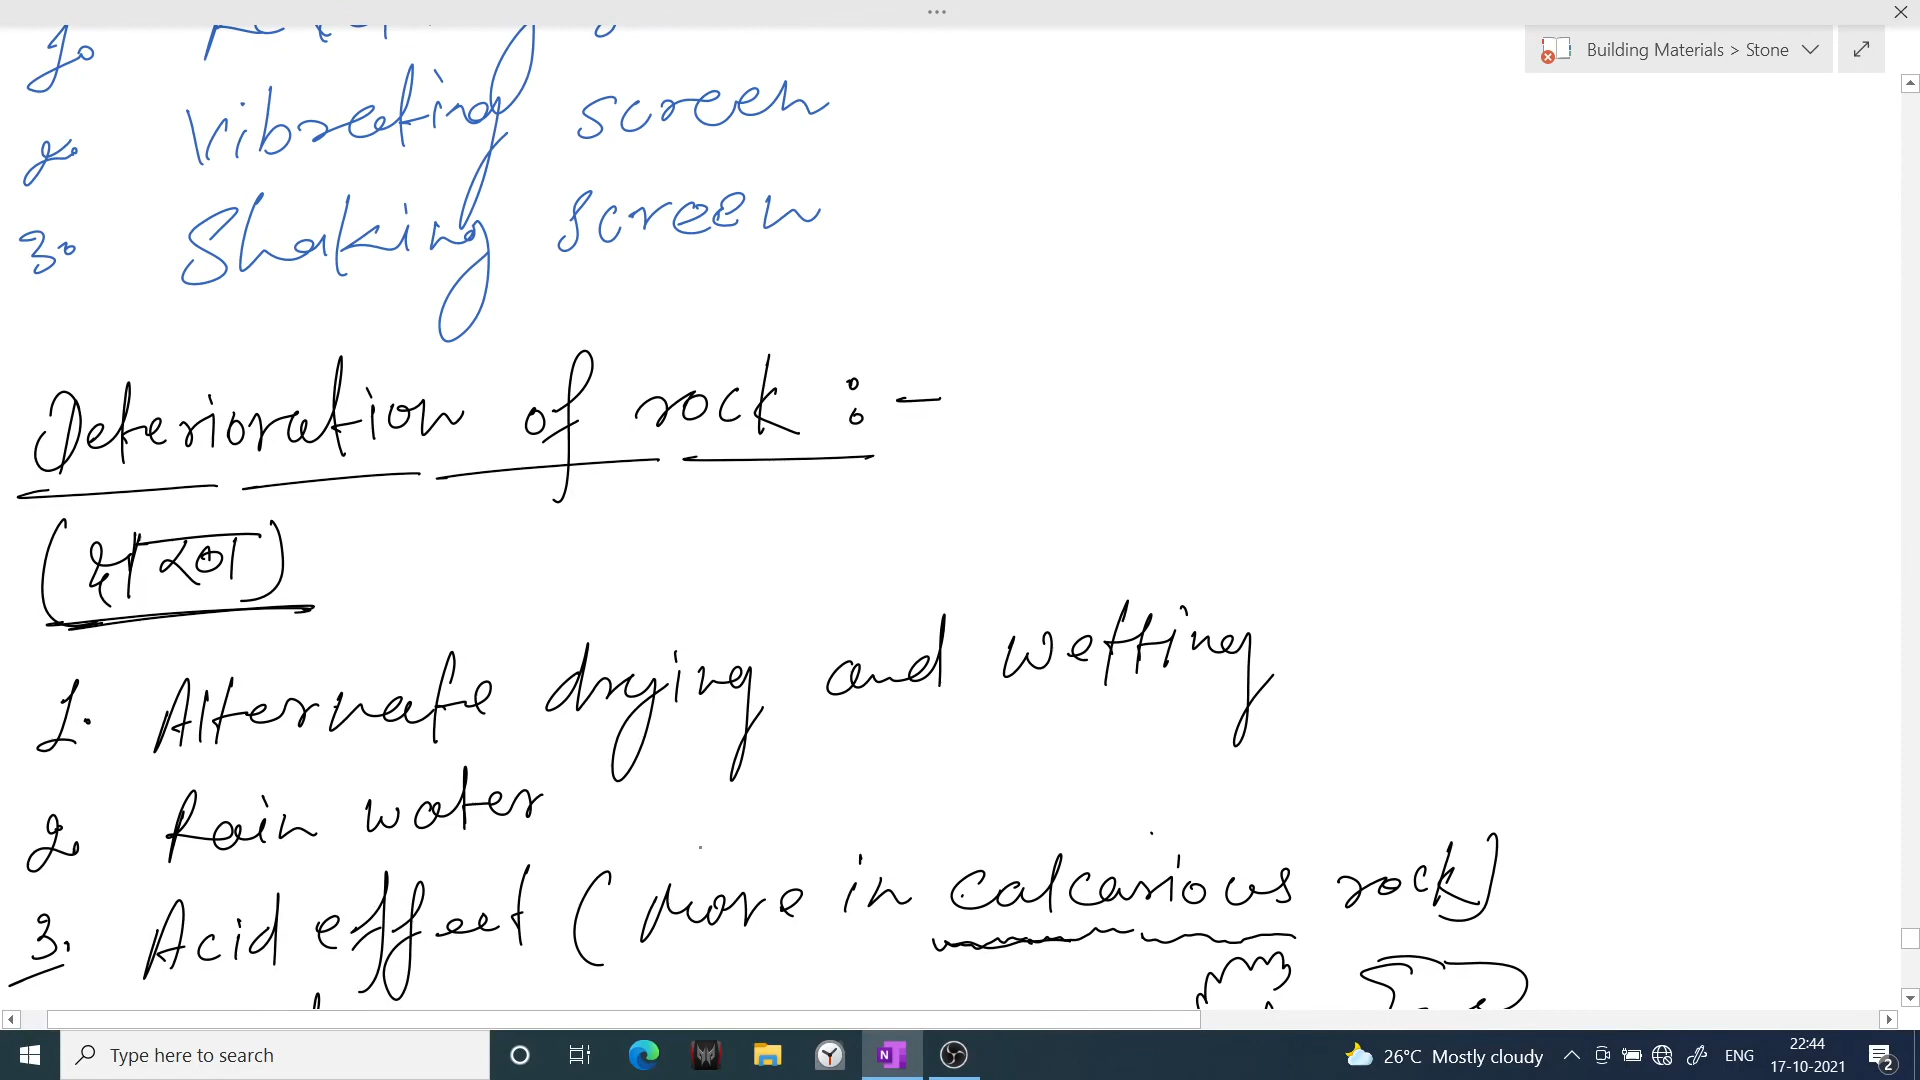 Building Materials > Stone
1.
2. Vibrating screen
3. Shaking screen
Deterioration of rock :-
1. Alternate drying and wetting
2. Rain water
3. Acid effect (More in calcarious rock)
Type here to search
26°C Mostly cloudy
ENG
22:44
17-10-2021
2